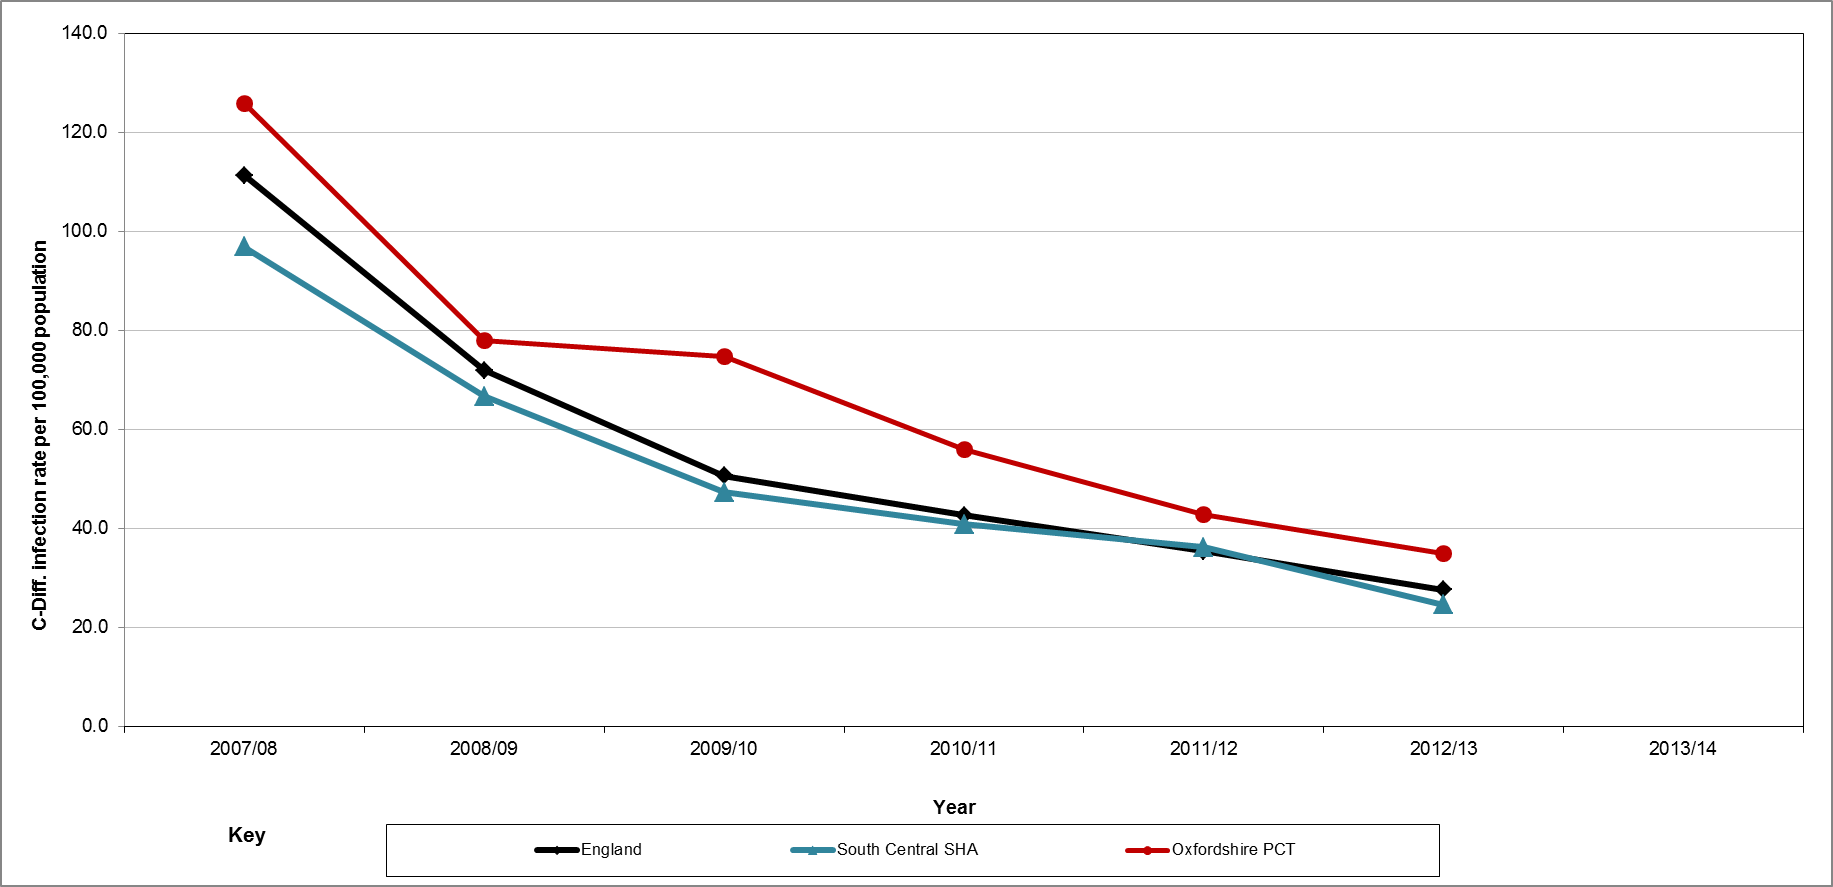 140.0
120.0
100.0
80.0
60.0
40.0
20.0
0.0
C-Diff. infection rate per 100,000 population
2007/08 2008/09 2009/10 2010/11 2011/12 2012/13 2013/14
Year
Key
England South Central SHA Oxfordshire PCT